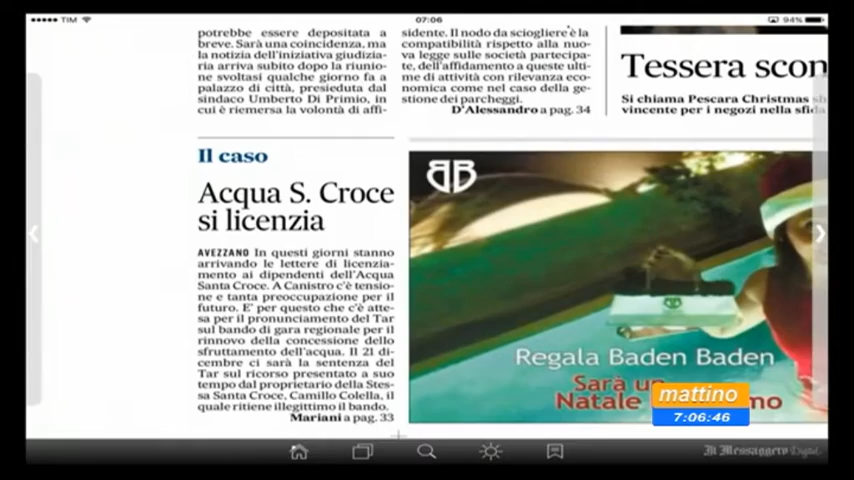 TIM
07:06
94%
potrebbe essere depositata a
breve. Sarà una coincidenza, ma
la notizia dell'iniziativa giudizia-
ria arriva subito dopo la riunio-
ne svoltasi qualche giorno fa a
palazzo di città, presieduta dal
sindaco Umberto Di Primio, in
cui è riemersa la volontà di affi-
sidente. Il nodo da sciogliere è la
compatibilità rispetto alla nuo-
va legge sulle società partecipa-
te, dell'affidamento a queste ulti-
me di attività con rilevanza eco-
nomica come nel caso della ge-
stione dei parcheggi.
D'Alessandro a pag. 34
Tessera scon
Si chiama Pescara Christmas sh
vincente per i negozi nella sfida
Il caso
Acqua S. Croce
si licenzia
AVEZZANO In questi giorni stanno
arrivando le lettere di licenzia-
mento ai dipendenti dell'Acqua
Santa Croce. A Canistro c'è tensio-
ne e tanta preoccupazione per il
futuro. E' per questo che c'è atte-
sa per il pronunciamento del Tar
sul bando di gara regionale per il
rinnovo della concessione dello
sfruttamento dell'acqua. Il 21 di-
cembre ci sarà la sentenza del
Tar sul ricorso presentato a suo
tempo dal proprietario della Stes-
sa Santa Croce, Camillo Colella, il
quale ritiene illegittimo il bando.
Mariani a pag. 33
BB
Regala Baden Baden
Sarà un
Natale
mo
mattino
7:06:46
Il Messaggero Digital